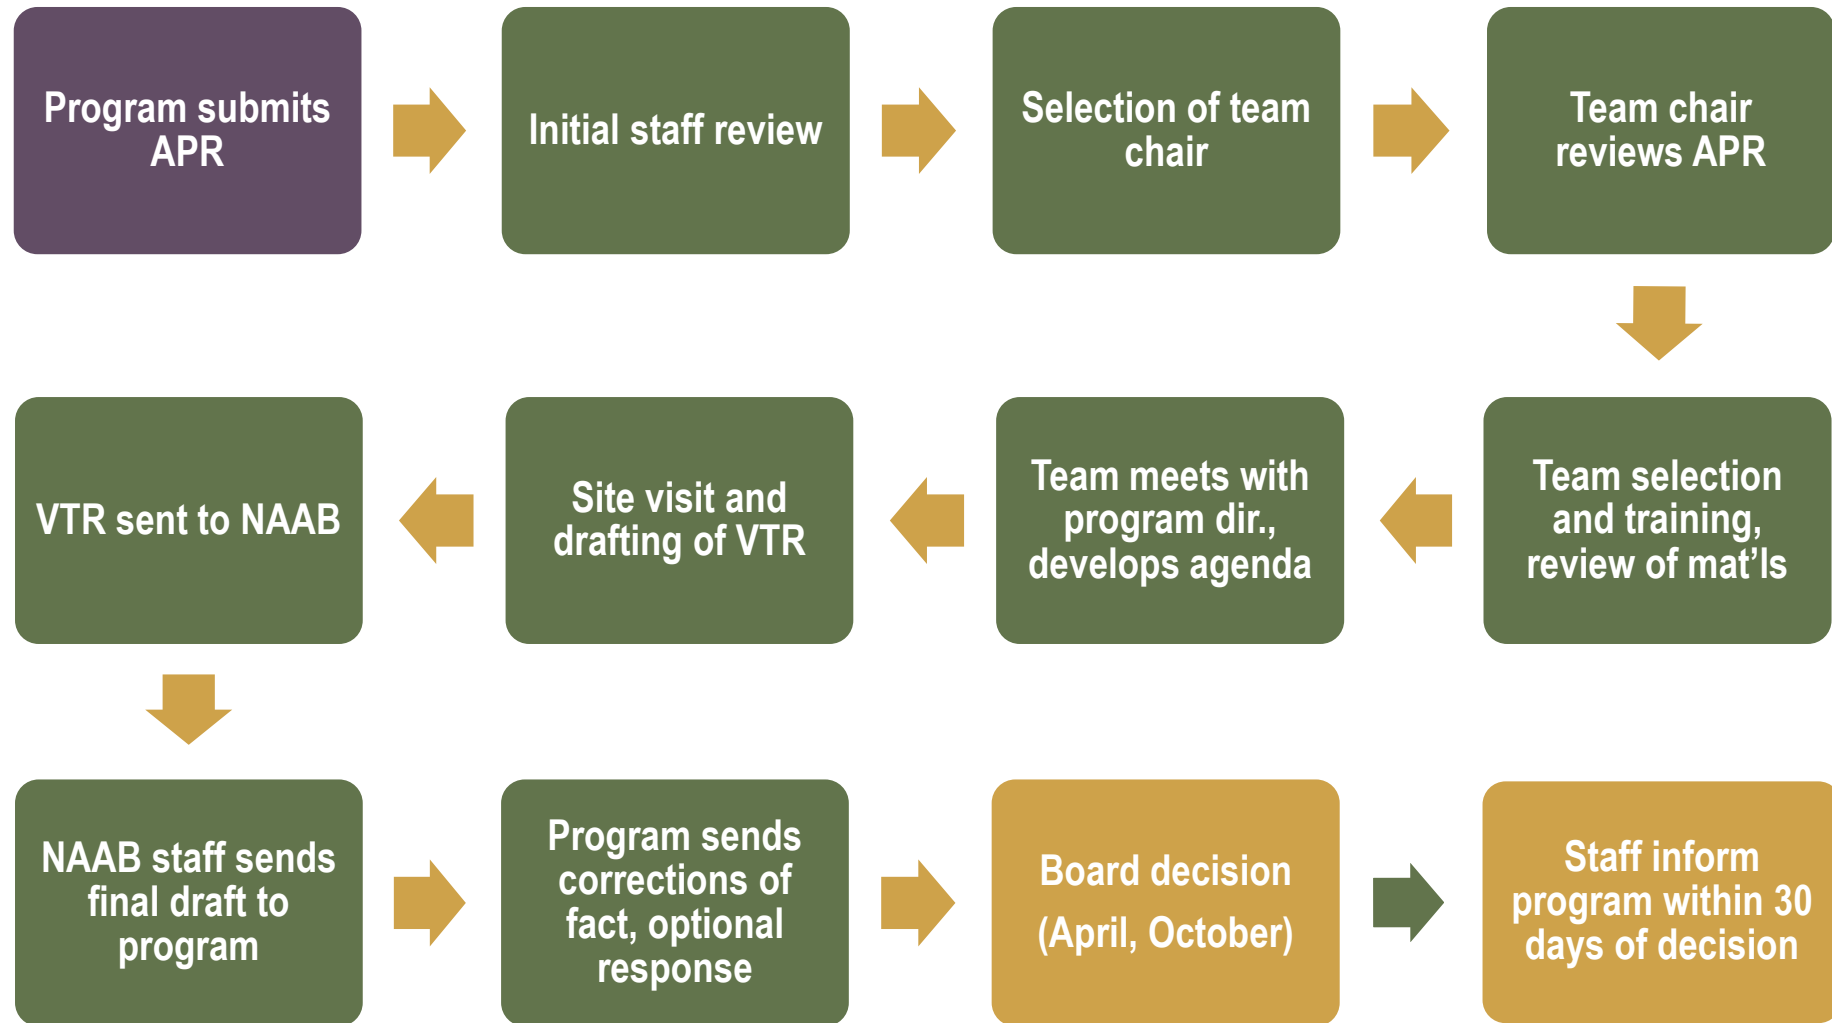 Program submits
APR
Initial staff review
Selection of team
chair
Team chair
reviews APR
Team selection
and training,
review of mat’ls
Team meets with
program dir.,
develops agenda
Site visit and
drafting of VTR
VTR sent to NAAB
NAAB staff sends
final draft to
program
Program sends
corrections of
fact, optional
response
Board decision
(April, October)
Staff inform
program within 30
days of decision